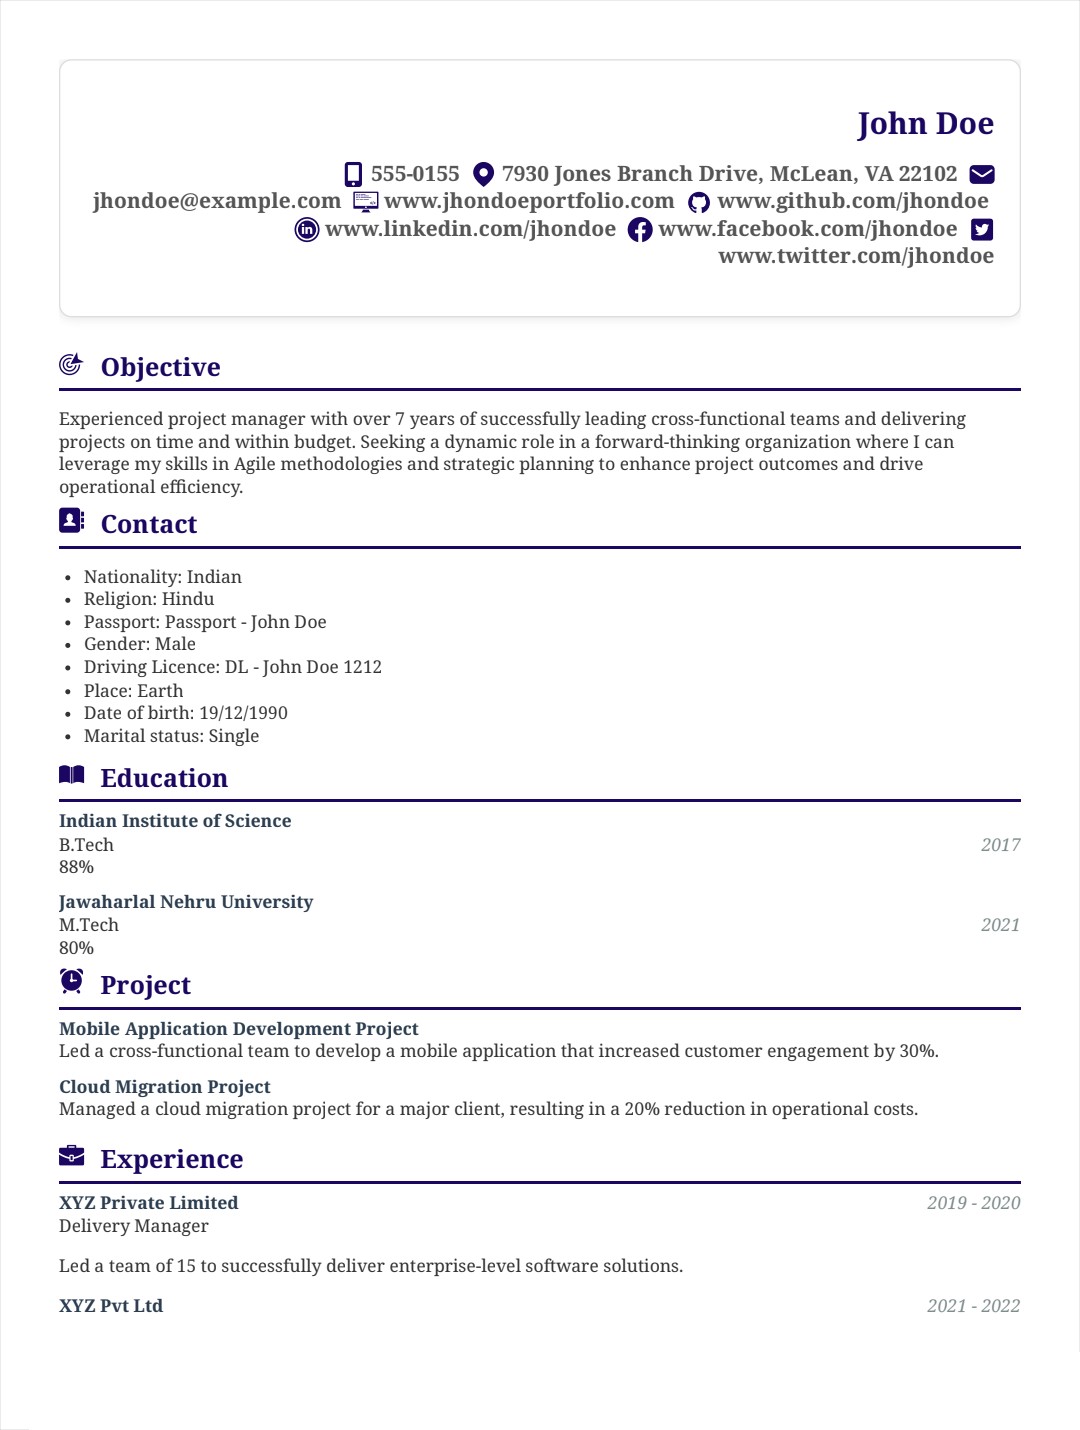 John Doe
555-0155 7930 Jones Branch Drive, McLean, VA 22102
jhondoe@example.com www.jhondoeportfolio.com www.github.com/jhondoe
www.linkedin.com/jhondoe www.facebook.com/jhondoe
www.twitter.com/jhondoe
Objective
Experienced project manager with over 7 years of successfully leading cross-functional teams and delivering
projects on time and within budget. Seeking a dynamic role in a forward-thinking organization where I can
leverage my skills in Agile methodologies and strategic planning to enhance project outcomes and drive
operational efficiency.
Contact
• Nationality: Indian
• Religion: Hindu
• Passport: Passport - John Doe
• Gender: Male
• Driving Licence: DL - John Doe 1212
• Place: Earth
• Date of birth: 19/12/1990
• Marital status: Single
Education
Indian Institute of Science
B.Tech 2017
88%
Jawaharlal Nehru University
M.Tech 2021
80%
Project
Mobile Application Development Project
Led a cross-functional team to develop a mobile application that increased customer engagement by 30%.
Cloud Migration Project
Managed a cloud migration project for a major client, resulting in a 20% reduction in operational costs.
Experience
XYZ Private Limited 2019 - 2020
Delivery Manager
Led a team of 15 to successfully deliver enterprise-level software solutions.
XYZ Pvt Ltd 2021 - 2022